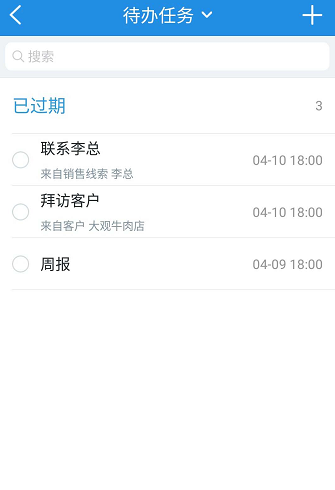 待办任务
搜索
已过期 3
联系李总
04-10 18:00
来自销售线索 李总
拜访客户
04-10 18:00
来自客户 大观牛肉店
周报 04-09 18:00